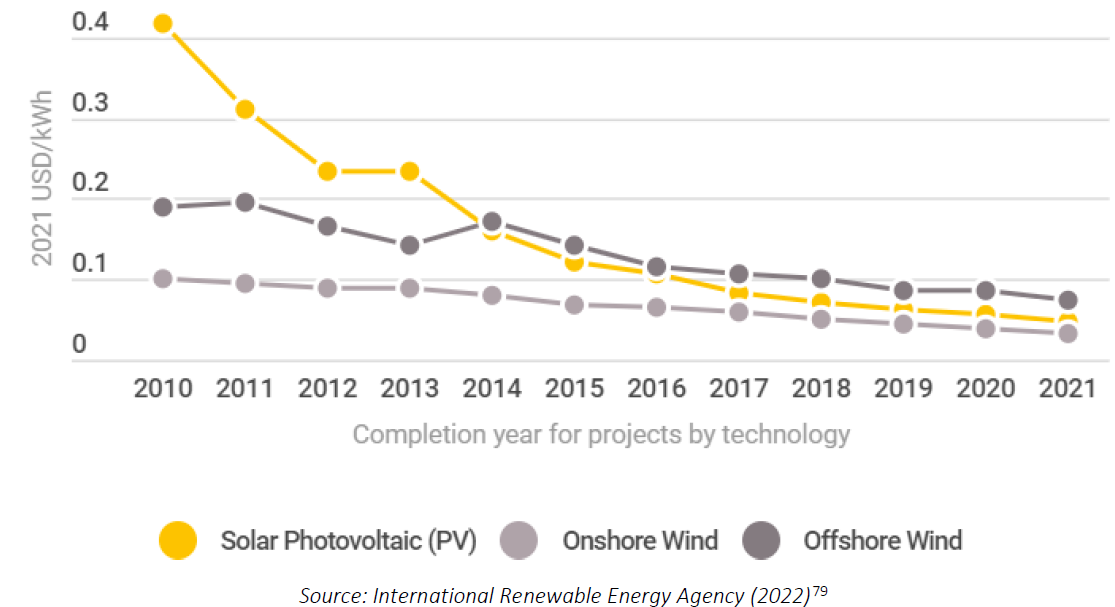 0.4
0.3
0.2
0.1
0
2021 USD/kWh
2010 2011 2012 2013 2014 2015 2016 2017 2018 2019 2020 2021
Completion year for projects by technology
Solar Photovoltaic (PV) Onshore Wind Offshore Wind
Source: International Renewable Energy Agency (2022)79